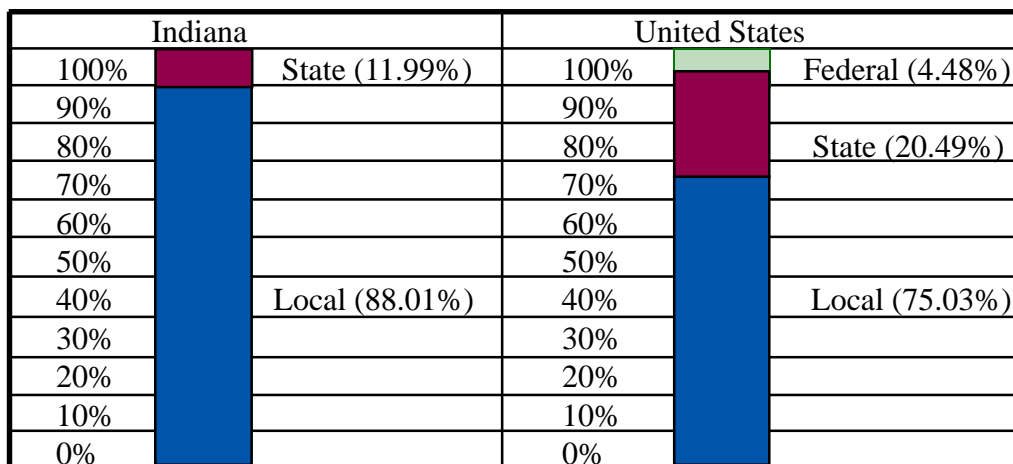 Indiana United States
100% State (11.99%) 100% Federal (4.48%)
90% 90%
80% 80% State (20.49%)
70% 70%
60% 60%
50% 50%
40% Local (88.01%) 40% Local (75.03%)
30% 30%
20% 20%
10% 10%
0% 0%